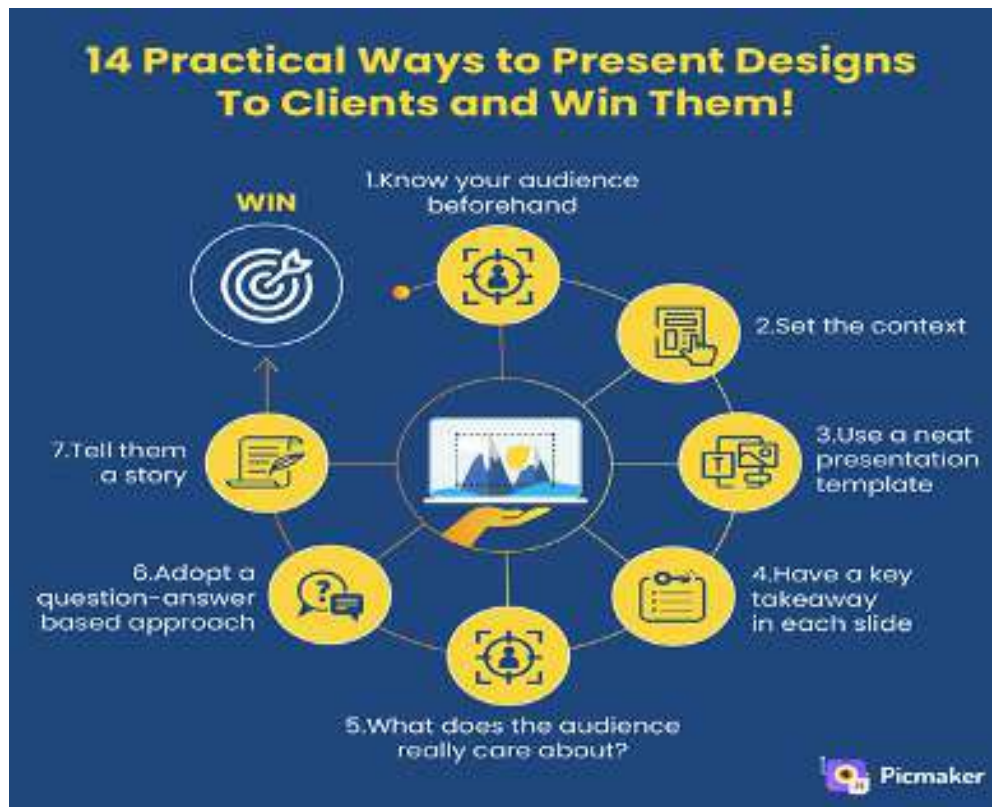 14 Practical Ways to Present Designs
To Clients and Win Them!
WIN
1.Know your audience
beforehand
2.Set the context
3.Use a neat
presentation
template
4.Have a key
takeaway
in each slide
5.What does the audience
really care about?
6.Adopt a
question-answer
based approach
7.Tell them
a story
T
?
Picmaker